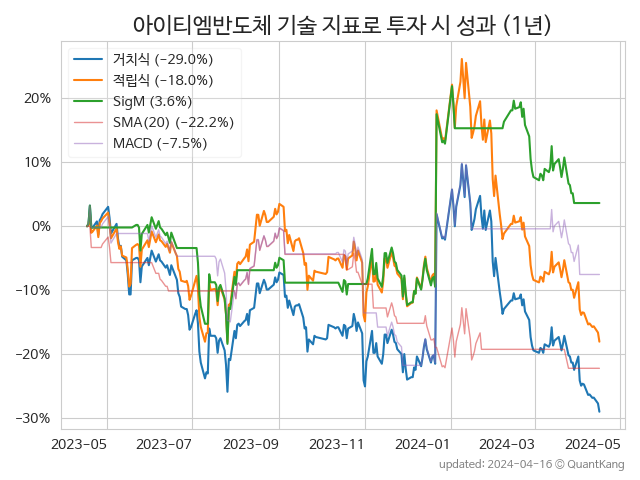 아이티엠반도체 기술 지표로 투자 시 성과 (1년)
거치식 (−29.0%)
적립식 (−18.0%)
SigM (3.6%)
SMA(20) (−22.2%)
MACD (−7.5%)
20%
10%
0%
−10%
−20%
−30%
2023−05 2023−07 2023−09 2023−11 2024−01 2024−03 2024−05
updated: 2024−04−16 © QuantKang